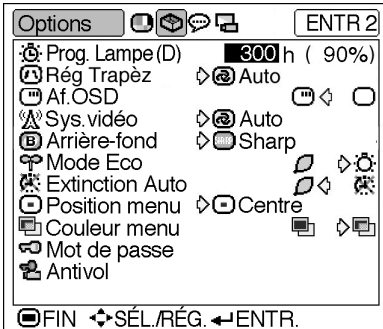 Options ENTR 2
Prog. Lampe(D) 300 h ( 90%)
Rég Trapèz Auto
Af.OSD
Sys.vidéo Auto
B Arrière-fond SHARP Sharp
Mode Eco
Extinction Auto
Position menu Centre
Couleur menu
Mot de passe
Antivol
FIN SÉL./RÉG. ENTR.